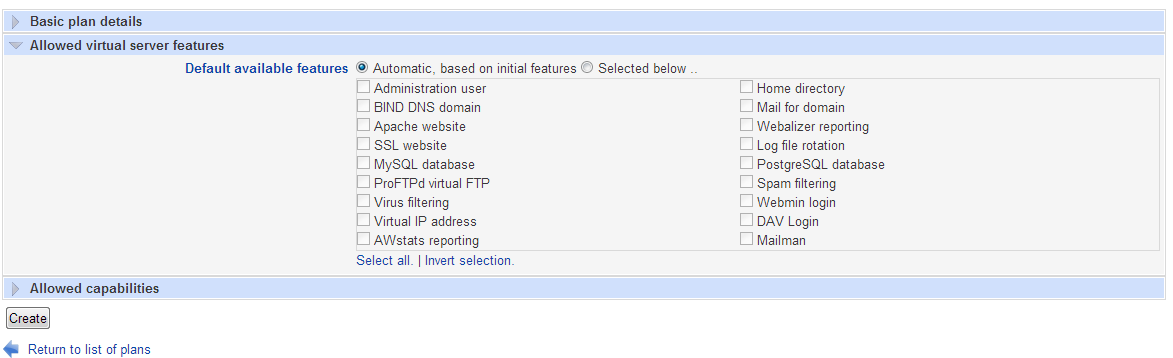 Basic plan details
Allowed virtual server features
Default available features Automatic, based on initial features Selected below ..
Administration user Home directory
BIND DNS domain Mail for domain
Apache website Webalizer reporting
SSL website Log file rotation
MySQL database PostgreSQL database
ProFTPd virtual FTP Spam filtering
Virus filtering Webmin login
Virtual IP address DAV Login
AWstats reporting Mailman
Select all. | Invert selection.
Allowed capabilities
Create
Return to list of plans